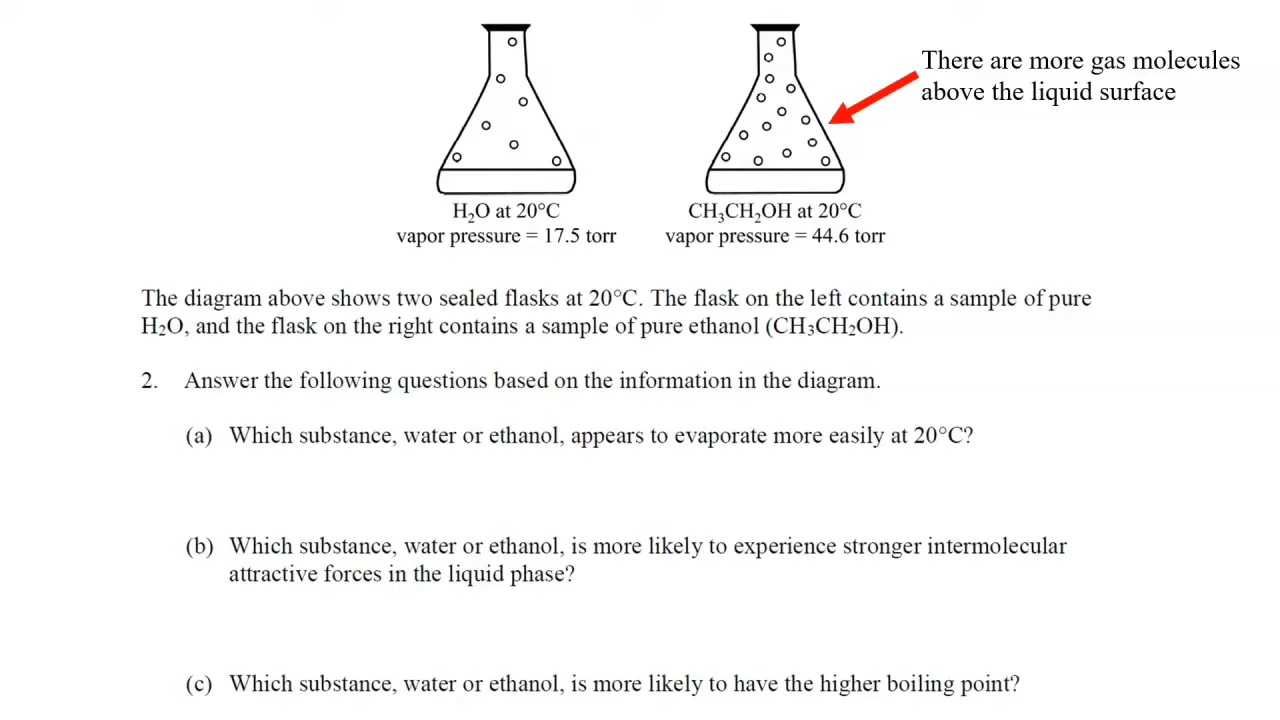 There are more gas molecules
above the liquid surface
H₂O at 20°C
vapor pressure = 17.5 torr
CH₃CH₂OH at 20°C
vapor pressure = 44.6 torr
The diagram above shows two sealed flasks at 20°C. The flask on the left contains a sample of pure
H₂O, and the flask on the right contains a sample of pure ethanol (CH₃CH₂OH).
2. Answer the following questions based on the information in the diagram.
(a) Which substance, water or ethanol, appears to evaporate more easily at 20°C?
(b) Which substance, water or ethanol, is more likely to experience stronger intermolecular
attractive forces in the liquid phase?
(c) Which substance, water or ethanol, is more likely to have the higher boiling point?